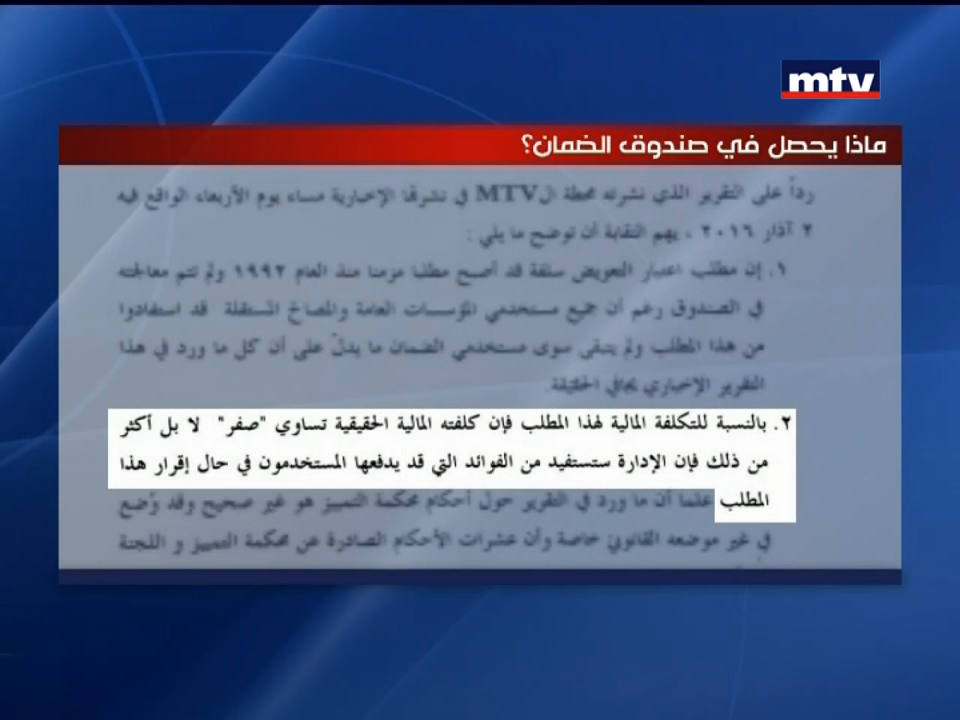 mtv
ماذا يحصل في صندوق الضمان؟
رداً على التقرير الذي نشرته محطة الـMTV في نشرتها الإخبارية مساء يوم الأربعاء الواقع فيه
٢ آذار ٢٠١٦ ، يهم النقابة أن توضح ما يلي :
١. إن مطلب اعتبار التعويض سلفة قد أصبح مطلبا مزمنا منذ العام ١٩٩٢ ولم تتم معالجته
في الصندوق رغم أن جميع مستخدمي المؤسسات العامة والمصالح المستقلة قد استفادوا
من هذا المطلب ولم يتبقى سوى مستخدمي الضمان ما يدلّ على أن كل ما ورد في هذا
التقرير الإخباري يجافي الحقيقة.
٢. بالنسبة للتكلفة المالية لهذا المطلب فإن كلفته المالية الحقيقية تساوي "صفر" لا بل أكثر
من ذلك فإن الإدارة ستستفيد من الفوائد التي قد يدفعها المستخدمون في حال إقرار هذا
المطلب علما أن ما ورد في التقرير حول أحكام محكمة التمييز هو غير صحيح وقد وُضع
في غير موضعه القانوني خاصة وأن عشرات الأحكام الصادرة عن محكمة التمييز و اللجنة